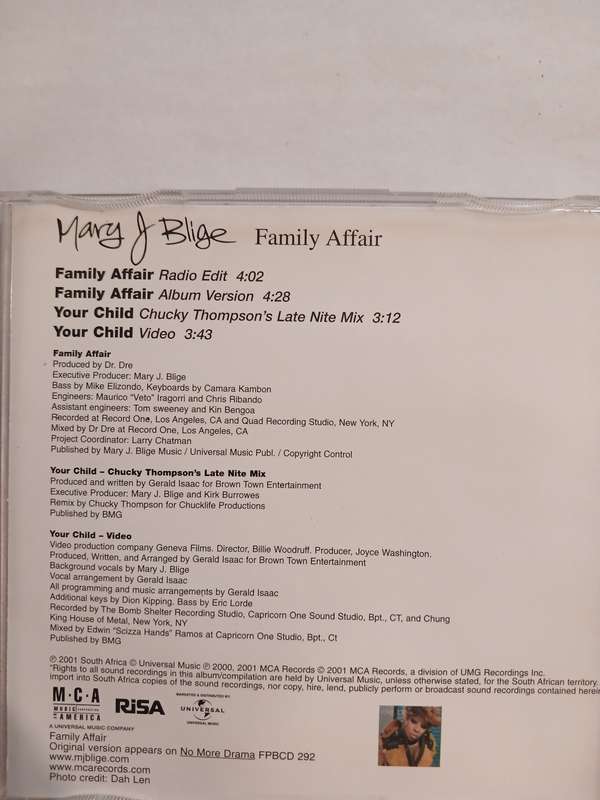 Mary J Blige Family Affair
Family Affair Radio Edit 4:02
Family Affair Album Version 4:28
Your Child Chucky Thompson's Late Nite Mix 3:12
Your Child Video 3:43
Family Affair
Produced by Dr. Dre
Executive Producer: Mary J. Blige
Bass by Mike Elizondo, Keyboards by Camara Kambon
Engineers: Maurico "Veto" Iragorri and Chris Ribando
Assistant engineers: Tom sweeney and Kin Bengoa
Recorded at Record One, Los Angeles, CA and Quad Recording Studio, New York, NY
Mixed by Dr Dre at Record One, Los Angeles, CA
Project Coordinator: Larry Chatman
Published by Mary J. Blige Music / Universal Music Publ. / Copyright Control
Your Child – Chucky Thompson's Late Nite Mix
Produced and written by Gerald Isaac for Brown Town Entertainment
Executive Producer: Mary J. Blige and Kirk Burrowes
Remix by Chucky Thompson for Chucklife Productions
Published by BMG
Your Child – Video
Video production company Geneva Films. Director, Billie Woodruff. Producer, Joyce Washington.
Produced, Written, and Arranged by Gerald Isaac for Brown Town Entertainment
Background vocals by Mary J. Blige
Vocal arrangement by Gerald Isaac
All programming and music arrangements by Gerald Isaac
Additional keys by Dion Kipping. Bass by Eric Lorde
Recorded by The Bomb Shelter Recording Studio, Capricorn One Sound Studio, Bpt., CT, and Chung
King House of Metal, New York, NY
Mixed by Edwin "Scizza Hands" Ramos at Capricorn One Studio, Bpt., Ct
Published by BMG
℗ 2001 South Africa © Universal Music ℗ 2000, 2001 MCA Records © 2001 MCA Records, a division of UMG Recordings Inc.
"Rights to all sound recordings in this album/compilation are held by Universal Music, unless otherwise stated, for the South African territory.
import into South Africa copies of the sound recordings, nor copy, hire, lend, publicly perform or broadcast sound recordings contained herein
M·C·A
MUSIC CORPORATION
OF AMERICA
A UNIVERSAL MUSIC COMPANY
RiSA
MARKETED & DISTRIBUTED BY
UNIVERSAL
UNIVERSAL MUSIC
Family Affair
Original version appears on No More Drama FPBCD 292
www.mjblige.com
www.mcarecords.com
Photo credit: Dah Len